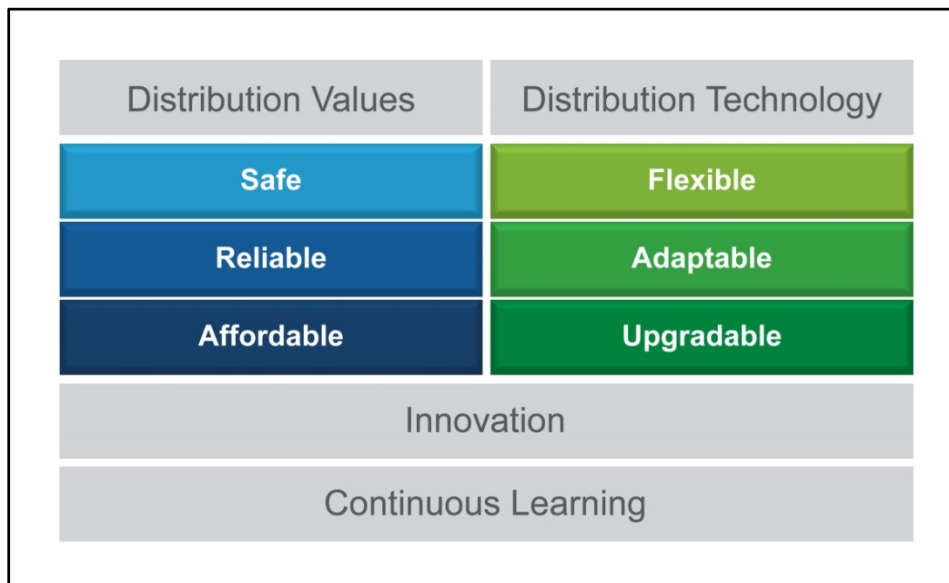 Distribution Values
Distribution Technology
Safe
Flexible
Reliable
Adaptable
Affordable
Upgradable
Innovation
Continuous Learning